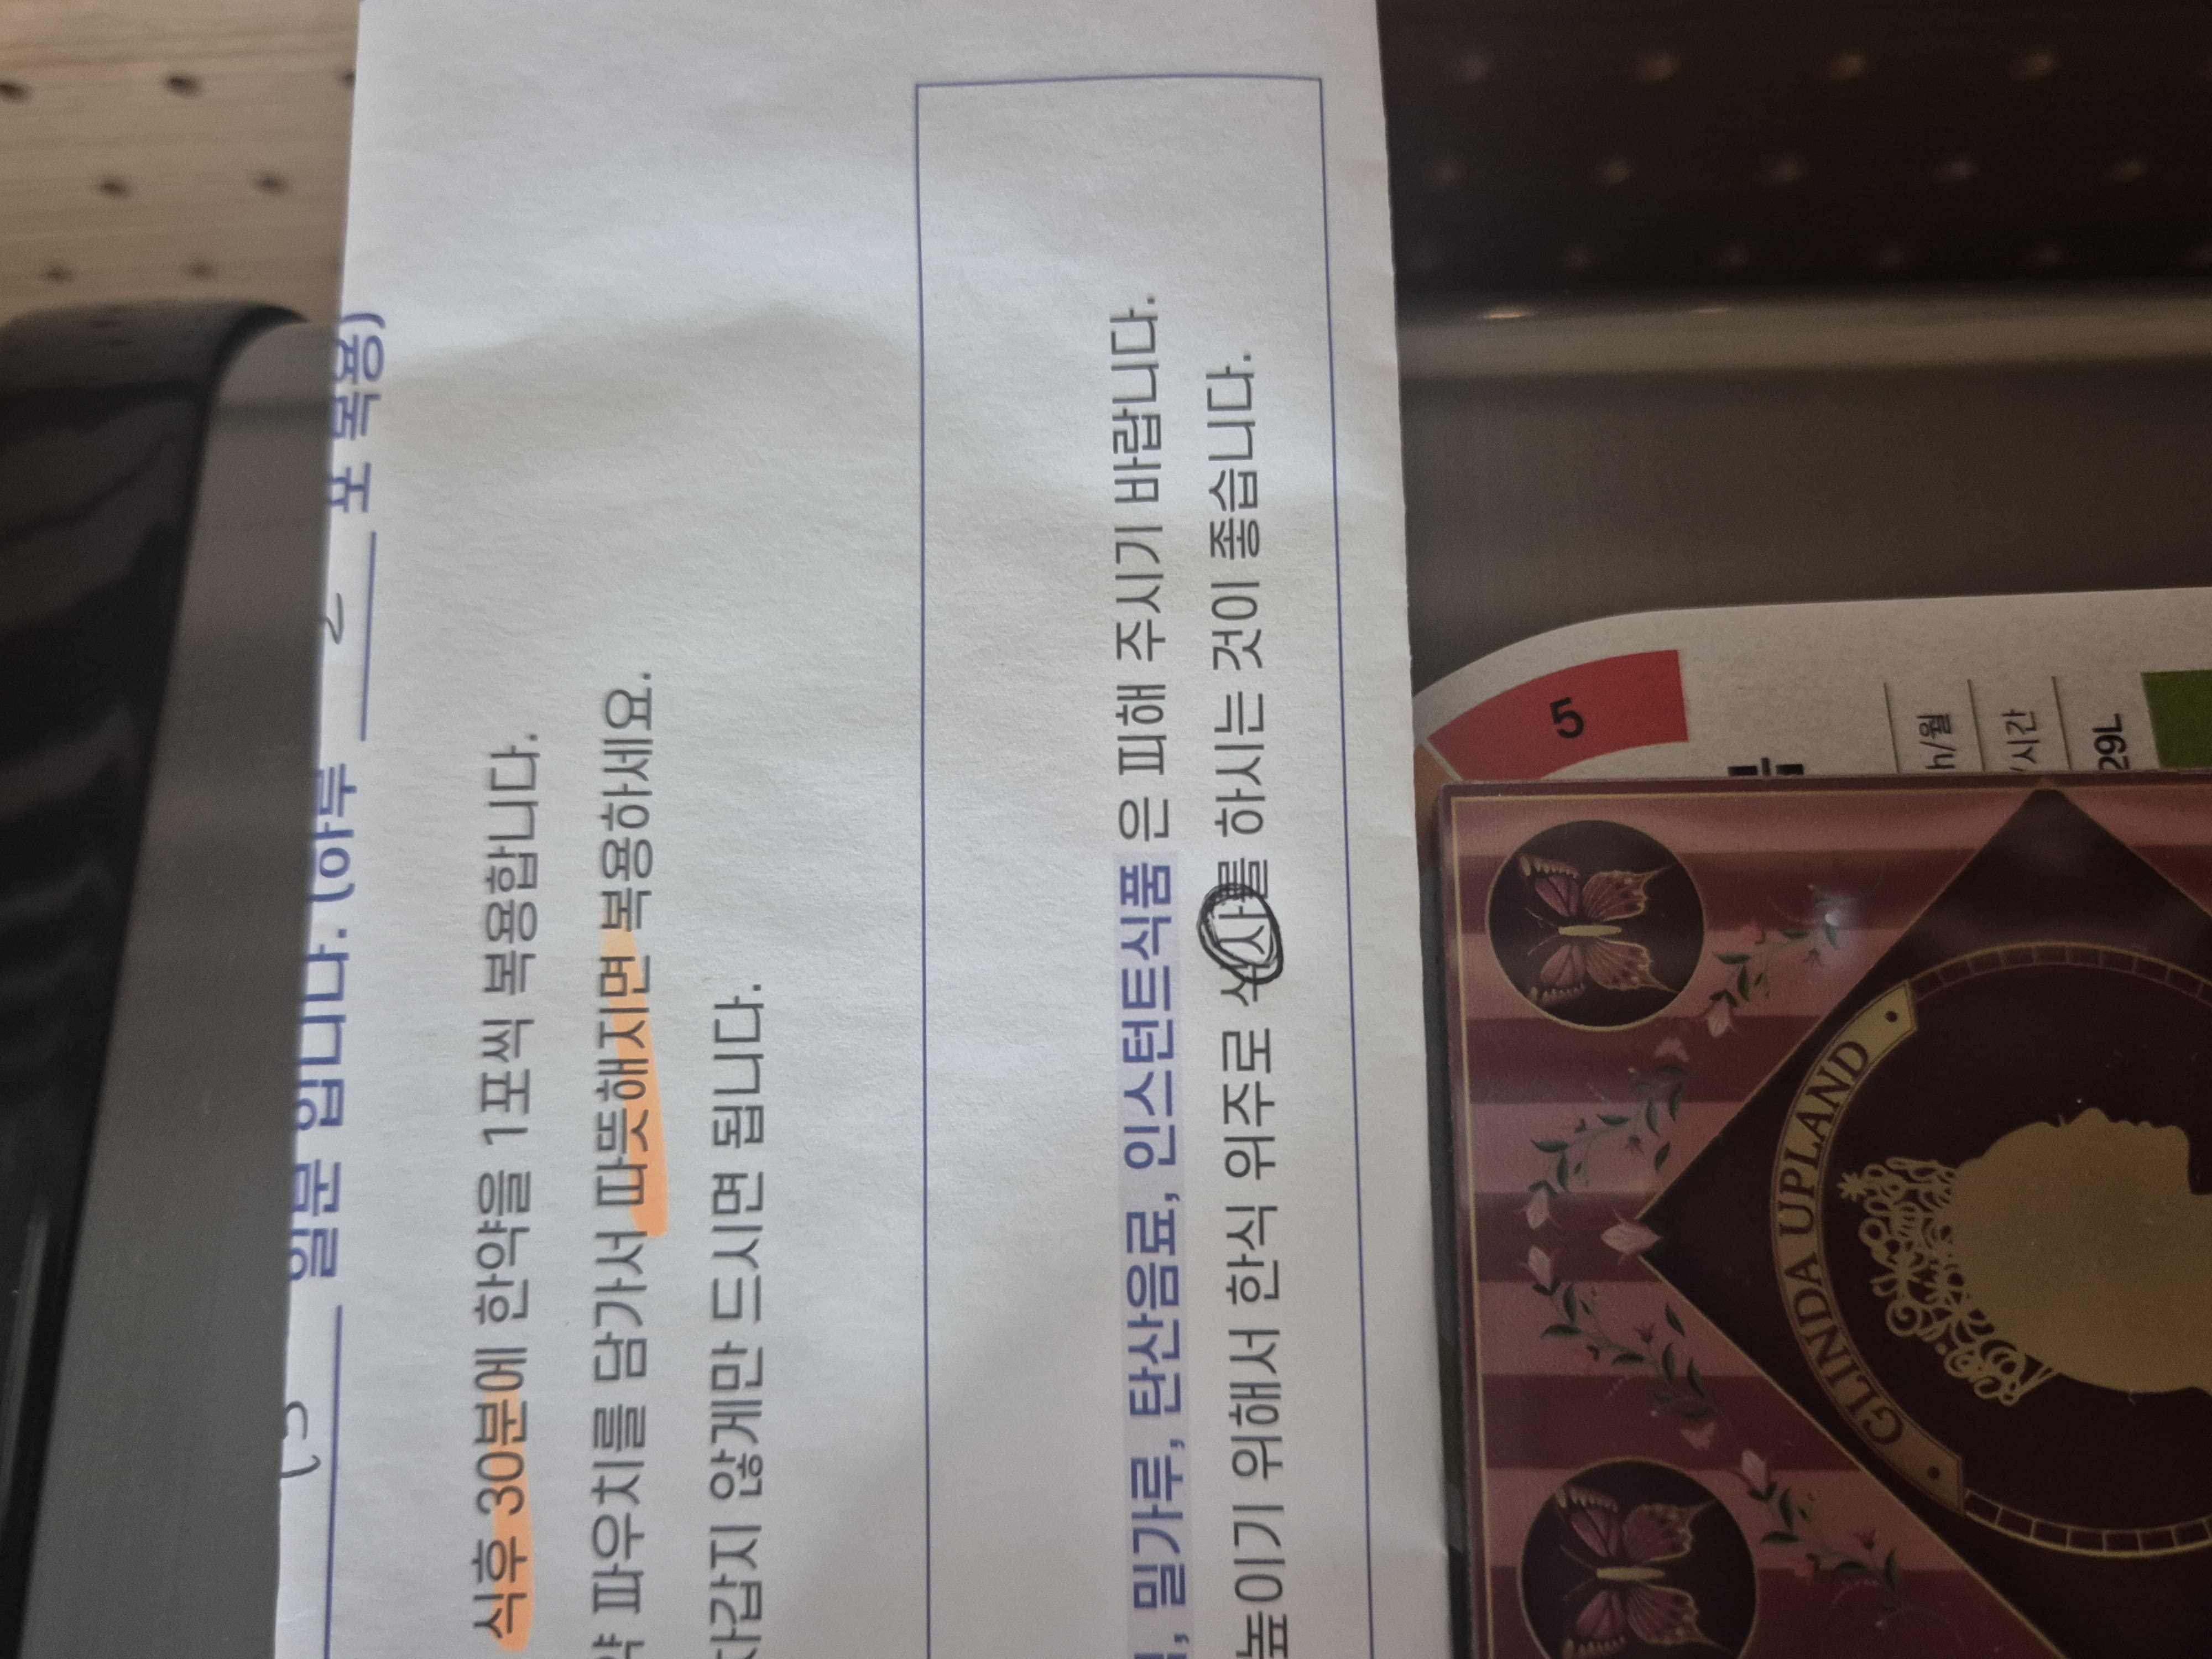 15 일분 입니다. (하루 2 포 복용)
식후 30분에 한약을 1포씩 복용합니다.
약 파우치를 담가서 따뜻해지면 복용하세요.
차갑지 않게만 드시면 됩니다.
, 밀가루, 탄산음료, 인스턴트식품 은 피해 주시기 바랍니다.
높이기 위해서 한식 위주로 식사를 하시는 것이 좋습니다.
5
GLINDA UPLAND
h/월
/시간
29L